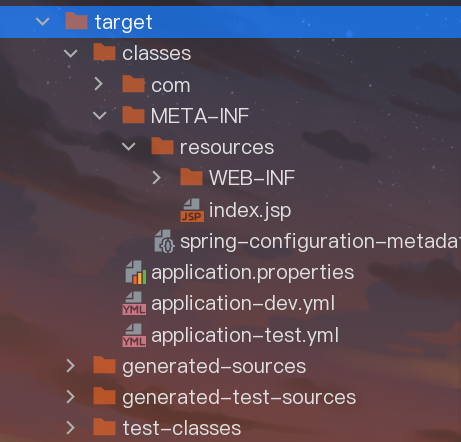 target
classes
com
META-INF
resources
WEB-INF
JSP index.jsp
spring-configuration-metada
application.properties
YML application-dev.yml
YML application-test.yml
generated-sources
generated-test-sources
test-classes